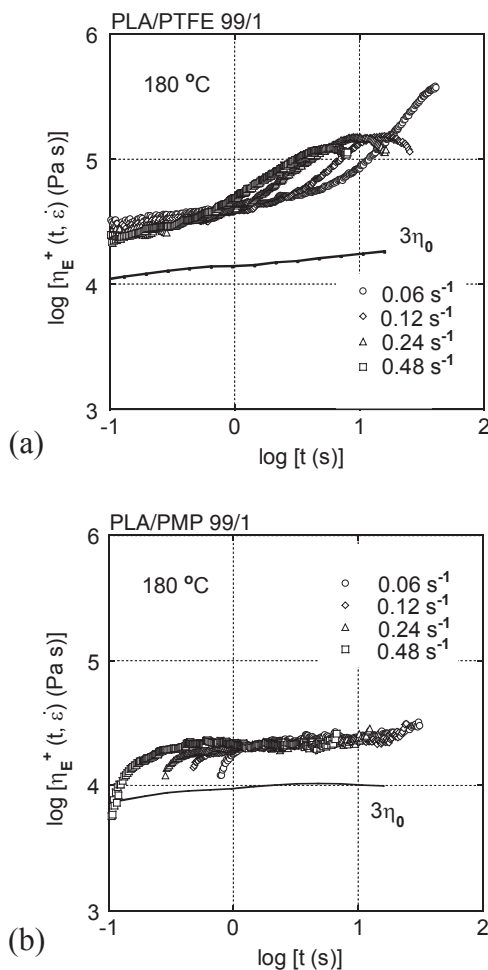 PLA/PTFE 99/1
6
180 °C
5
log [η_E⁺ (t, ε̇) (Pa s)]
3η₀
4
○ 0.06 s⁻¹
◇ 0.12 s⁻¹
△ 0.24 s⁻¹
□ 0.48 s⁻¹
3
-1 0 1 2
(a)
log [t (s)]
PLA/PMP 99/1
6
180 °C
○ 0.06 s⁻¹
◇ 0.12 s⁻¹
△ 0.24 s⁻¹
□ 0.48 s⁻¹
5
log [η_E⁺ (t, ε̇) (Pa s)]
4
3η₀
3
-1 0 1 2
(b)
log [t (s)]